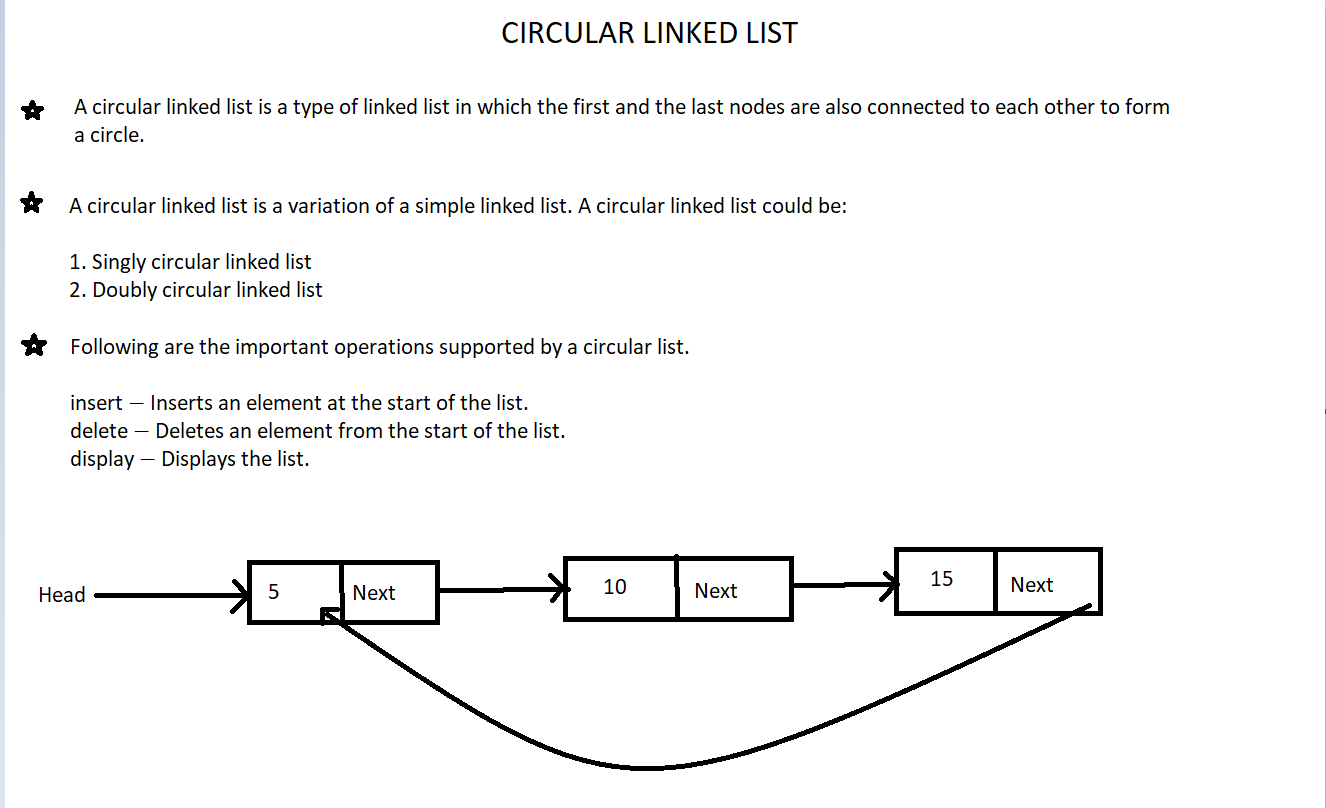 CIRCULAR LINKED LIST
A circular linked list is a type of linked list in which the first and the last nodes are also connected to each other to form
a circle.
A circular linked list is a variation of a simple linked list. A circular linked list could be:
1. Singly circular linked list
2. Doubly circular linked list
Following are the important operations supported by a circular list.
insert − Inserts an element at the start of the list.
delete − Deletes an element from the start of the list.
display − Displays the list.
Head 5 Next 10 Next 15 Next